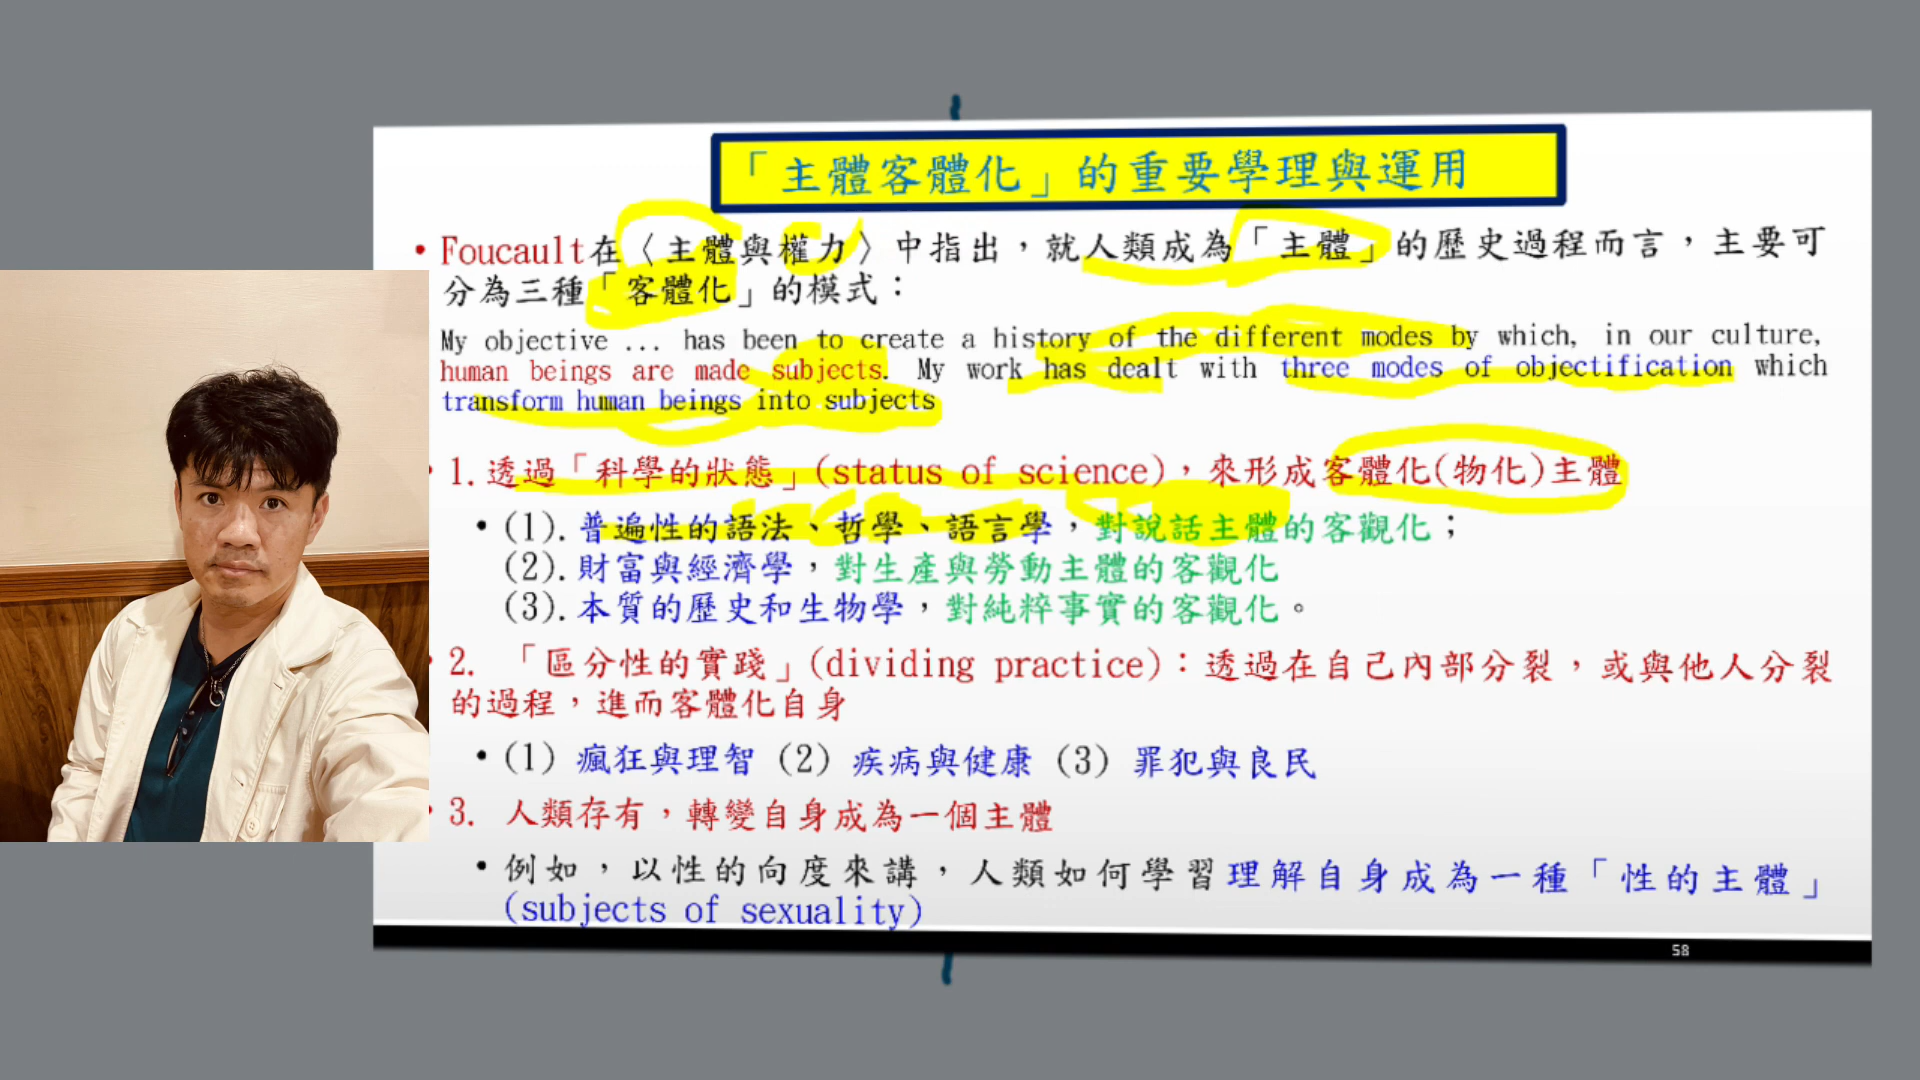 「主體客體化」的重要學理與運用
• Foucault在〈主體與權力〉中指出，就人類成為「主體」的歷史過程而言，主要可
分為三種「客體化」的模式：
My objective ... has been to create a history of the different modes by which, in our culture,
human beings are made subjects. My work has dealt with three modes of objectification which
transform human beings into subjects
• 1.透過「科學的狀態」(status of science)，來形成客體化(物化)主體
• (1).普遍性的語法、哲學、語言學，對說話主體的客觀化；
(2).財富與經濟學，對生產與勞動主體的客觀化
(3).本質的歷史和生物學，對純粹事實的客觀化。
• 2. 「區分性的實踐」(dividing practice)：透過在自己內部分裂，或與他人分裂
的過程，進而客體化自身
• (1) 瘋狂與理智 (2) 疾病與健康 (3) 罪犯與良民
• 3. 人類存有，轉變自身成為一個主體
• 例如，以性的向度來講，人類如何學習理解自身成為一種「性的主體」
(subjects of sexuality)
58